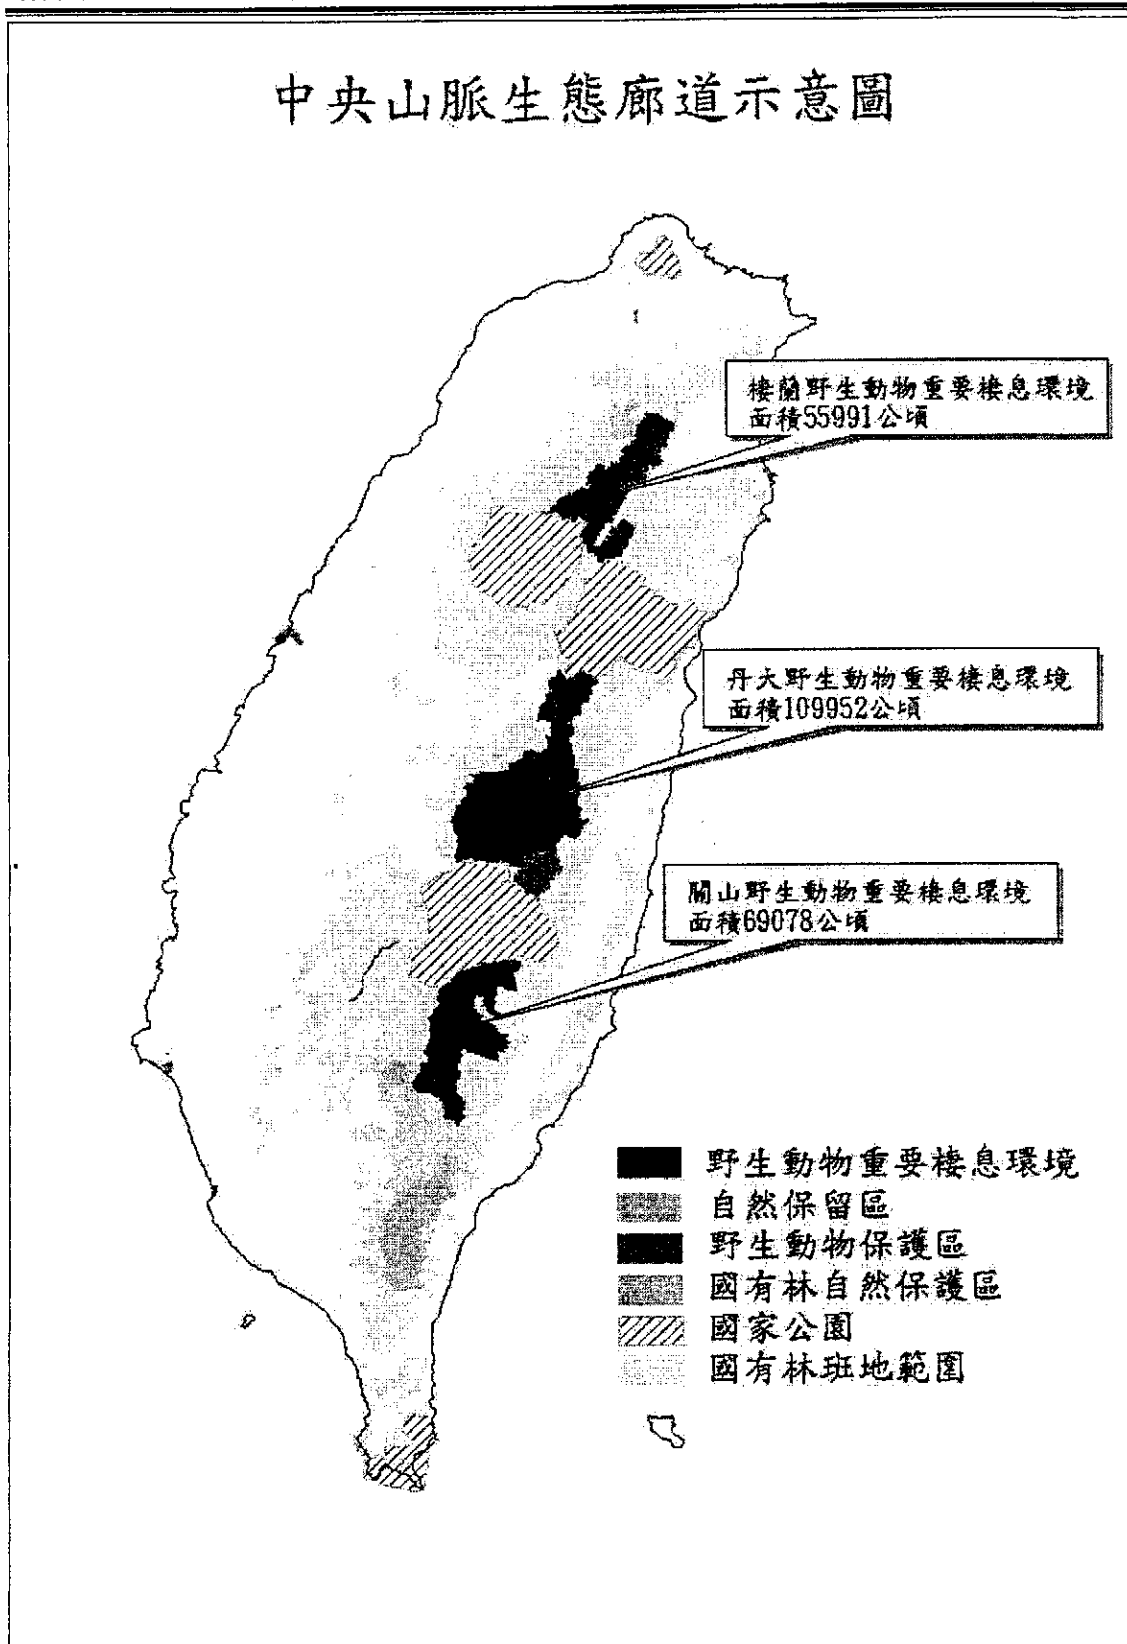 中央山脈生態廊道示意圖
棲蘭野生動物重要棲息環境
面積55991公頃
丹大野生動物重要棲息環境
面積109952公頃
關山野生動物重要棲息環境
面積69078公頃
野生動物重要棲息環境
自然保留區
野生動物保護區
國有林自然保護區
國家公園
國有林班地範圍